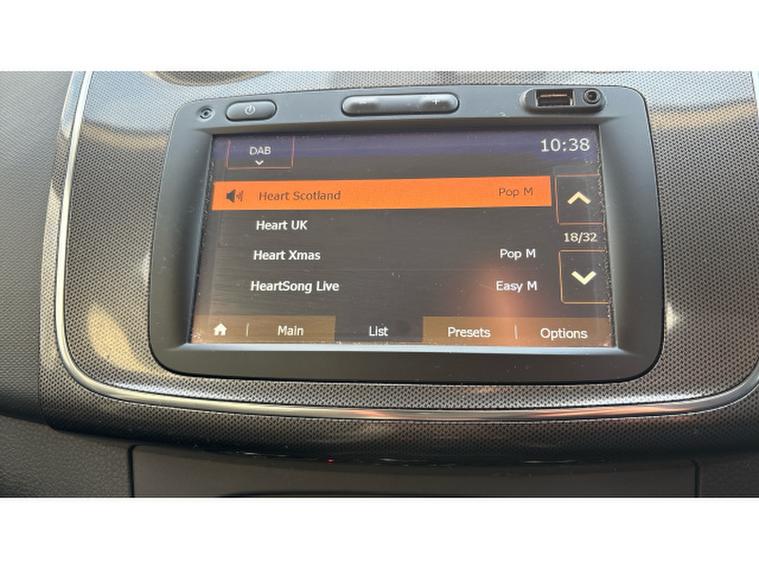 DAB
10:38
Heart Scotland Pop M
Heart UK
18/32
Heart Xmas Pop M
HeartSong Live Easy M
Main List Presets Options